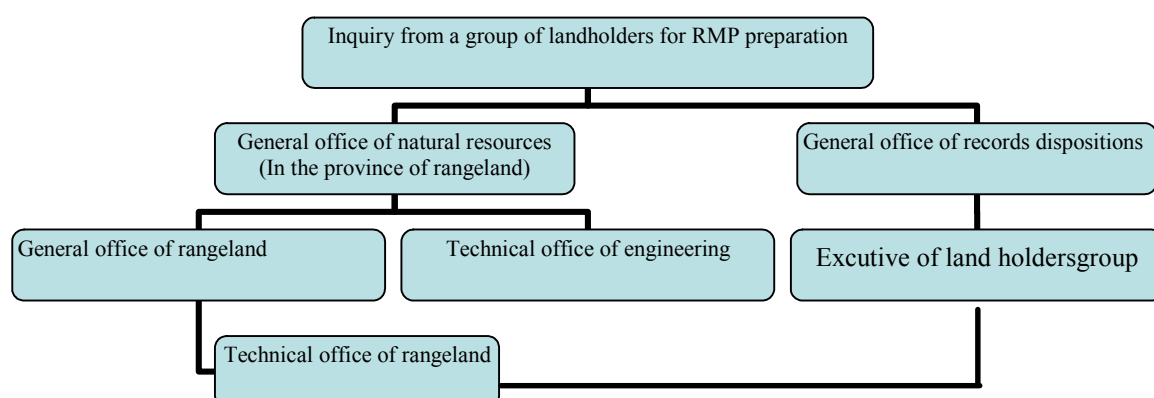 Inquiry from a group of landholders for RMP preparation
General office of natural resources
(In the province of rangeland)
General office of records dispositions
General office of rangeland
Technical office of engineering
Excutive of land holdersgroup
Technical office of rangeland